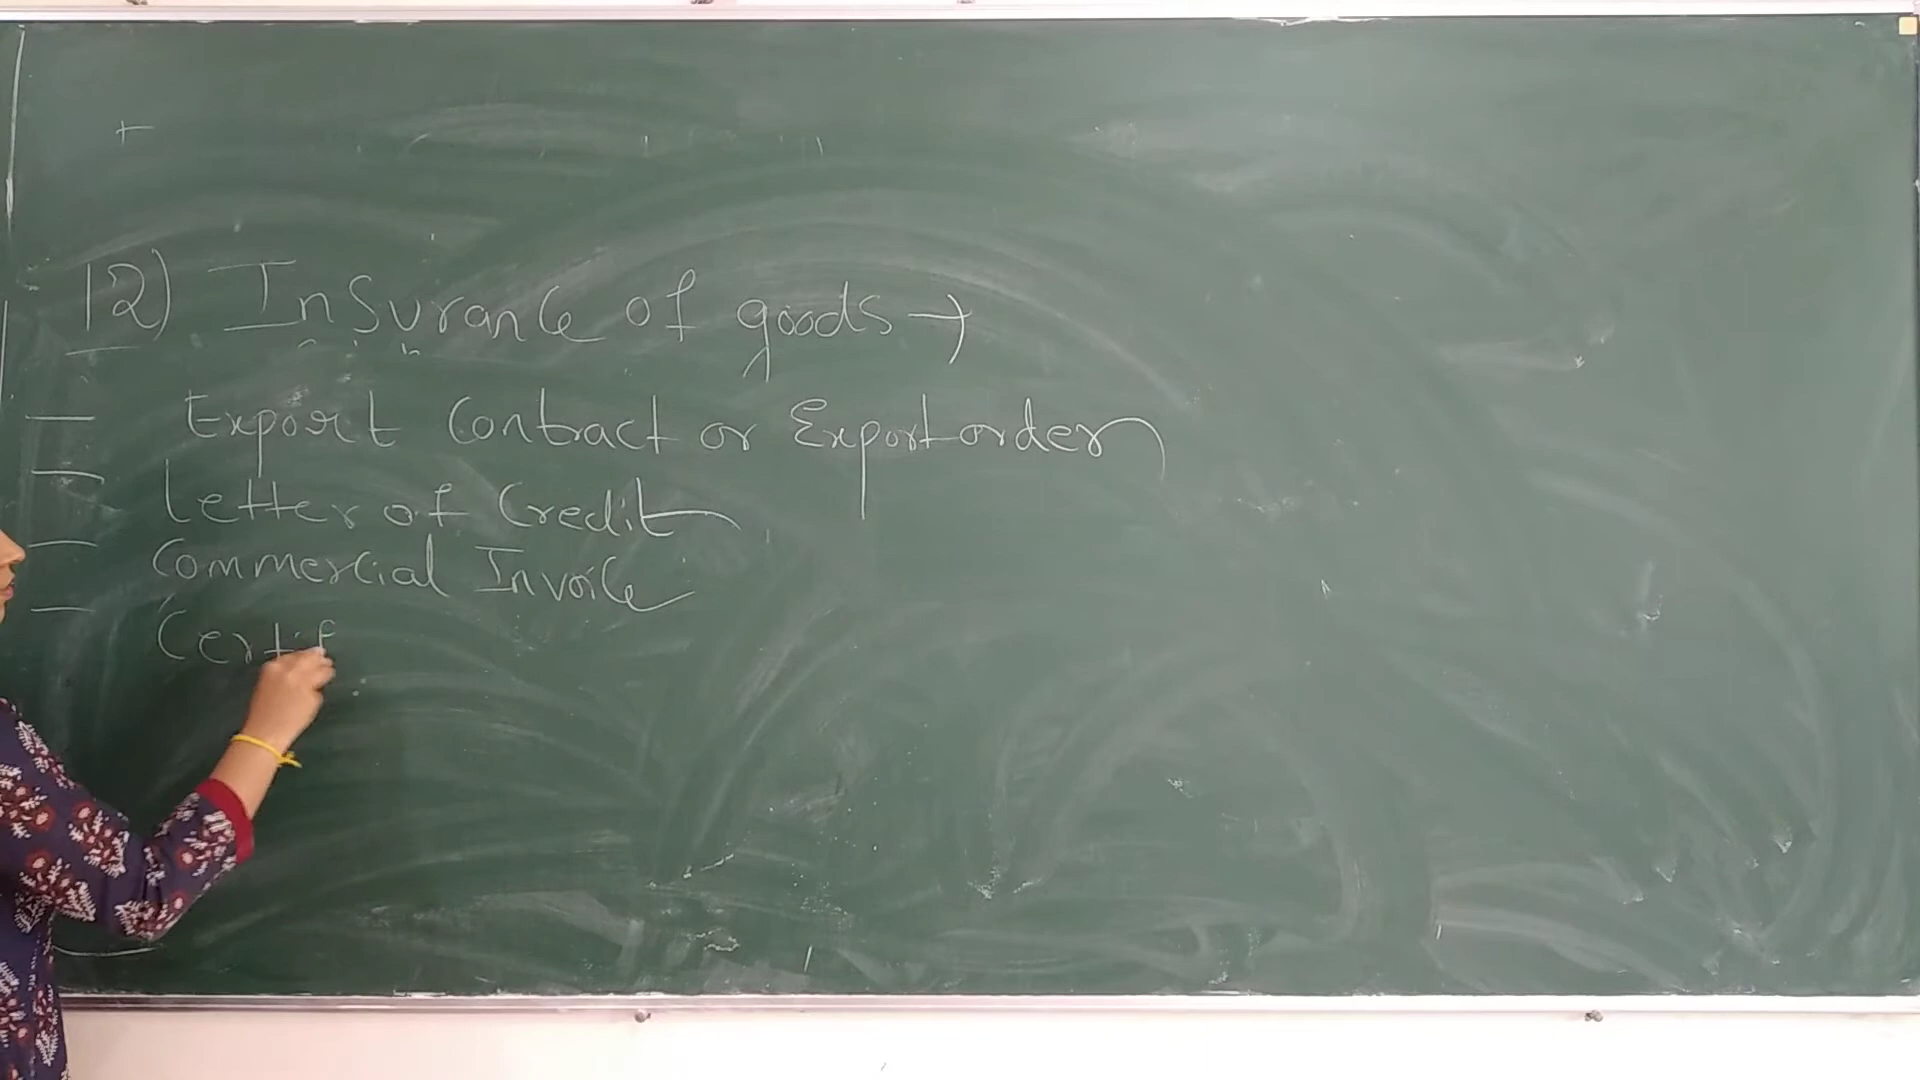 12) Insurance of goods →
— Export Contract or Export order
— Letter of Credit
— Commercial Invoice
— Certif